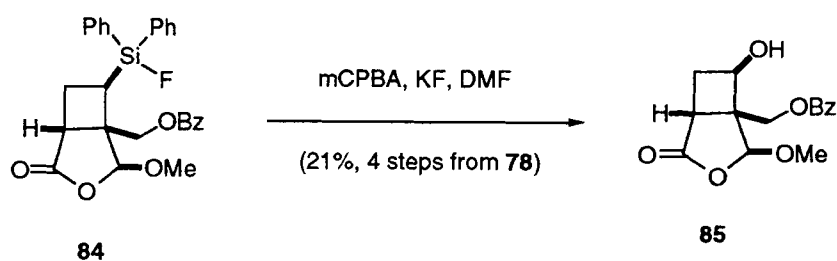 Ph Ph
Si
F
H
OBz
O
O
OMe
84
mCPBA, KF, DMF
(21%, 4 steps from 78)
OH
H
OBz
O
O
OMe
85